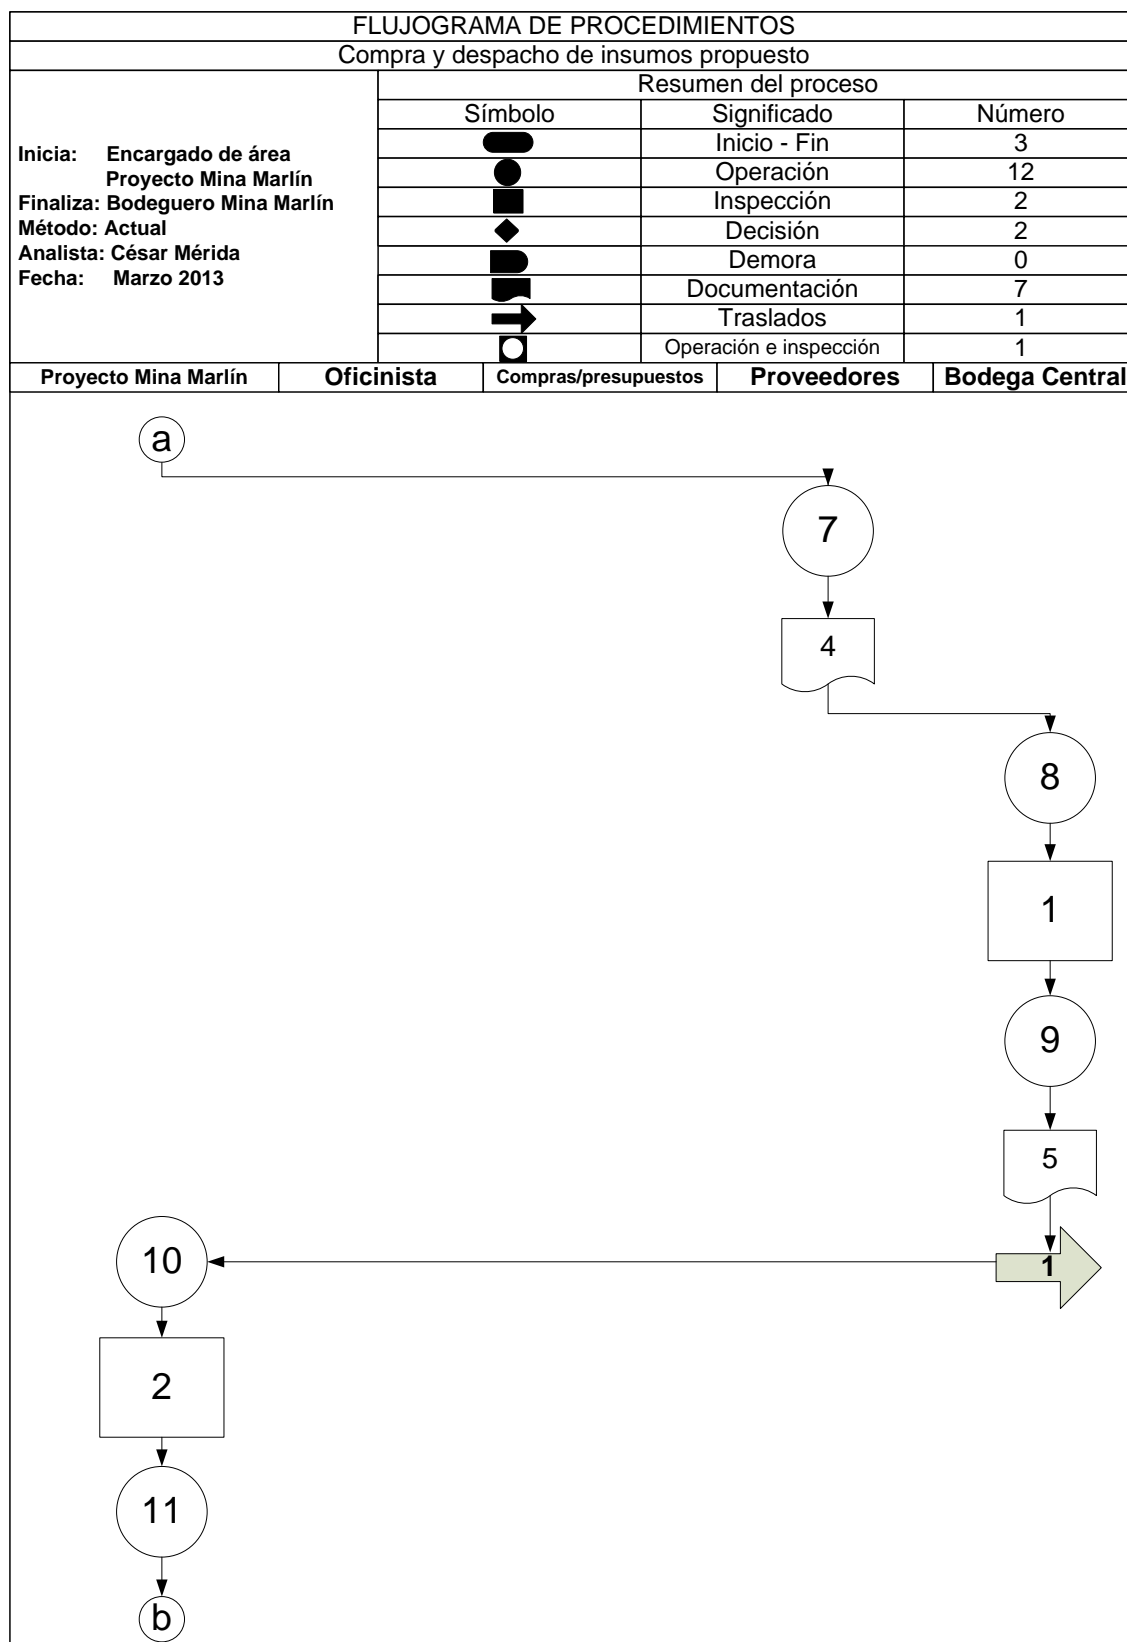 FLUJOGRAMA DE PROCEDIMIENTOS
Compra y despacho de insumos propuesto
Inicia: Encargado de área
Proyecto Mina Marlín
Finaliza: Bodeguero Mina Marlín
Método: Actual
Analista: César Mérida
Fecha: Marzo 2013
Resumen del proceso
Símbolo Significado Número
Inicio - Fin 3
Operación 12
Inspección 2
Decisión 2
Demora 0
Documentación 7
Traslados 1
Operación e inspección 1
Proyecto Mina Marlín Oficinista Compras/presupuestos Proveedores Bodega Central
a
7
4
8
1
9
5
1
10
2
11
b